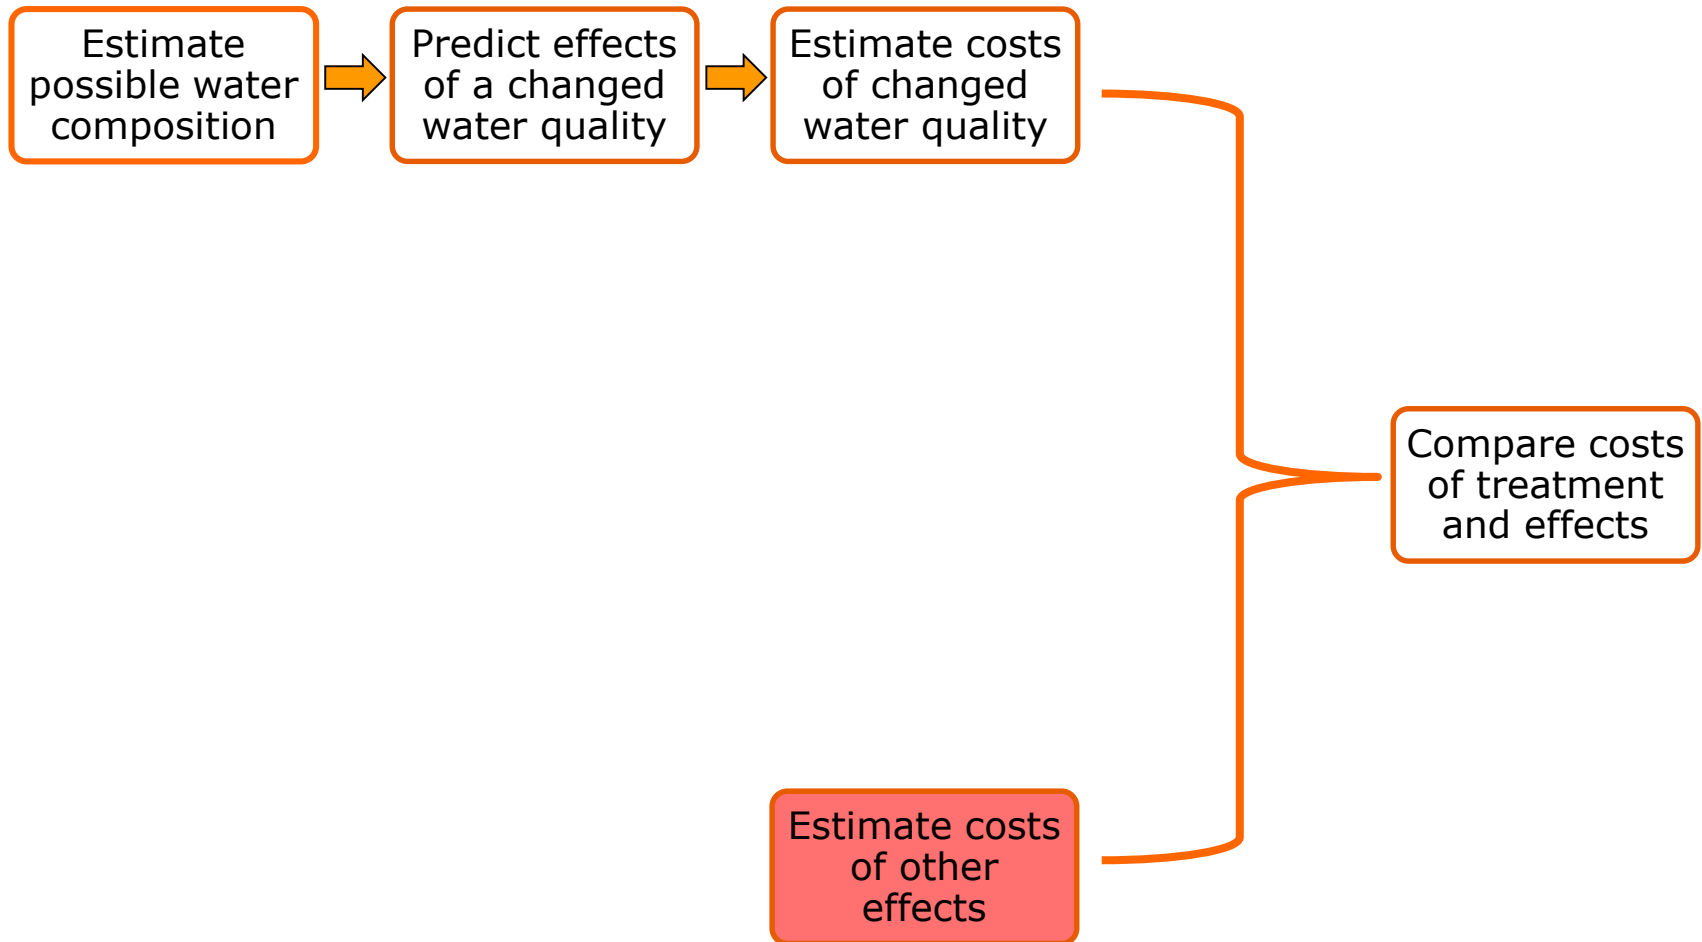 Estimate
possible water
composition
Predict effects
of a changed
water quality
Estimate costs
of changed
water quality
Compare costs
of treatment
and effects
Estimate costs
of other
effects